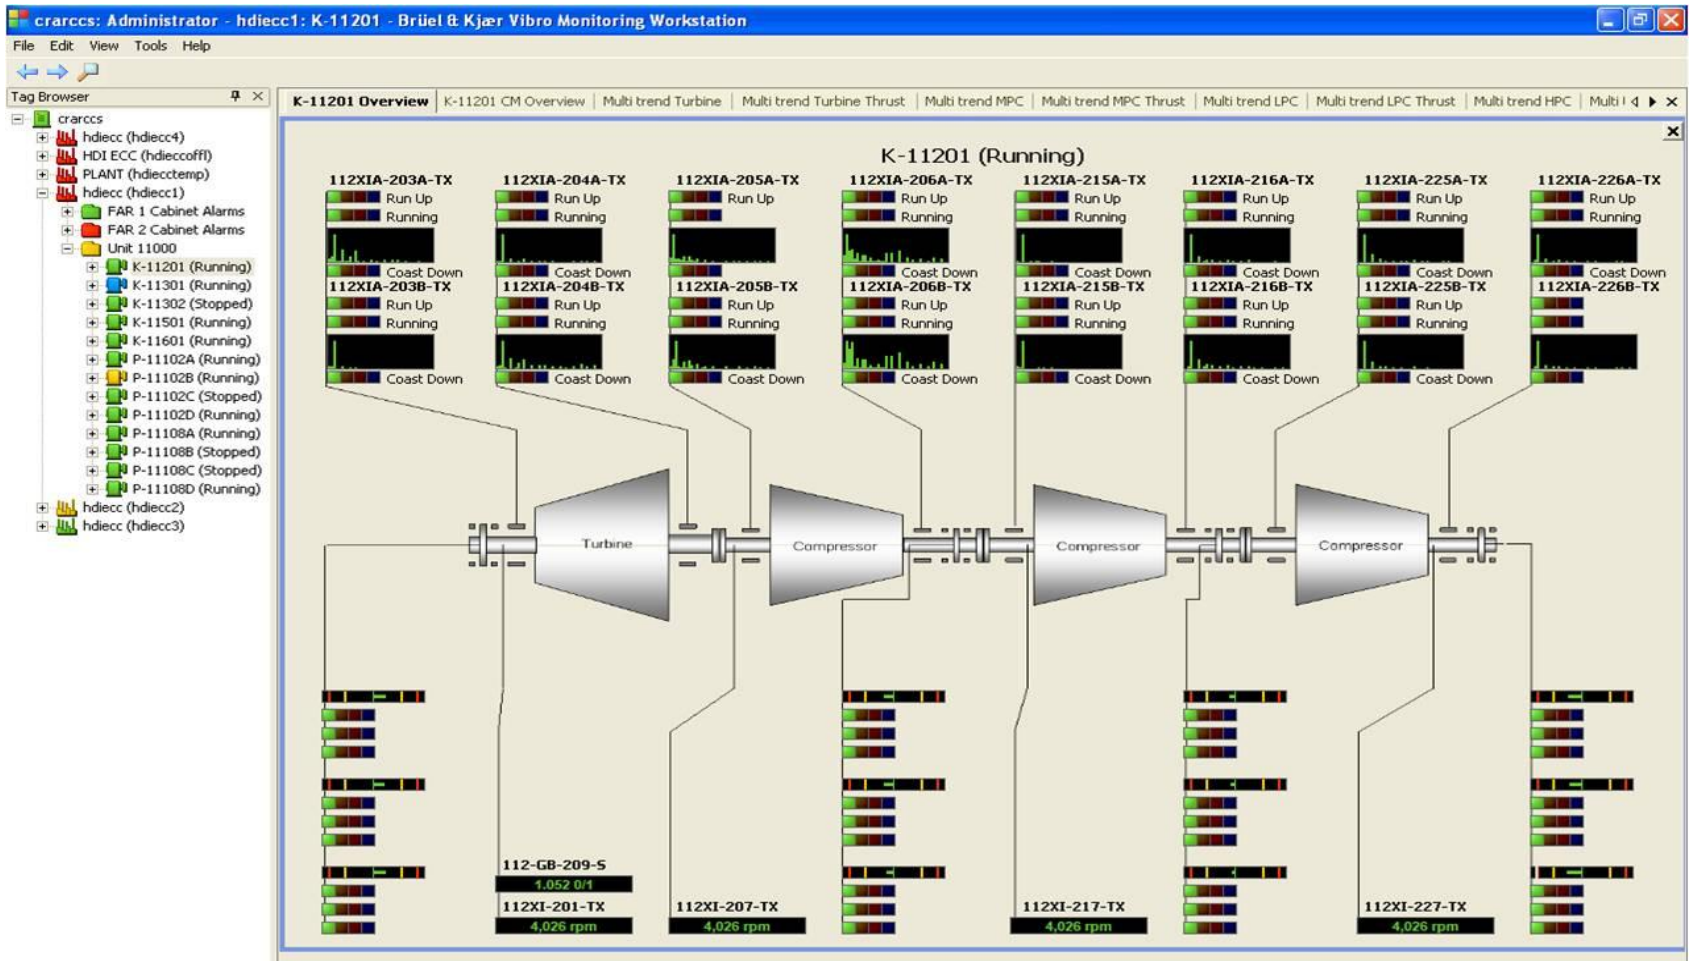 crarccs: Administrator - hdiecc1: K-11201 - Brüel & Kjær Vibro Monitoring Workstation
File Edit View Tools Help
Tag Browser
crarccs
hdiecc (hdiecc4)
HDI ECC (hdieccoffl)
PLANT (hdiecctemp)
hdiecc (hdiecc1)
FAR 1 Cabinet Alarms
FAR 2 Cabinet Alarms
Unit 11000
K-11201 (Running)
K-11301 (Running)
K-11302 (Stopped)
K-11501 (Running)
K-11601 (Running)
P-11102A (Running)
P-11102B (Running)
P-11102C (Stopped)
P-11102D (Running)
P-11108A (Running)
P-11108B (Stopped)
P-11108C (Stopped)
P-11108D (Running)
hdiecc (hdiecc2)
hdiecc (hdiecc3)
K-11201 Overview K-11201 CM Overview Multi trend Turbine Multi trend Turbine Thrust Multi trend MPC Multi trend MPC Thrust Multi trend LPC Multi trend LPC Thrust Multi trend HPC Multi
K-11201 (Running)
112XIA-203A-TX 112XIA-204A-TX 112XIA-205A-TX 112XIA-206A-TX 112XIA-215A-TX 112XIA-216A-TX 112XIA-225A-TX 112XIA-226A-TX
Run Up Run Up Run Up Run Up Run Up Run Up Run Up Run Up
Running Running Running Running Running Running Running
Coast Down Coast Down Coast Down Coast Down Coast Down Coast Down Coast Down
112XIA-203B-TX 112XIA-204B-TX 112XIA-205B-TX 112XIA-206B-TX 112XIA-215B-TX 112XIA-216B-TX 112XIA-225B-TX 112XIA-226B-TX
Run Up Run Up Run Up Run Up Run Up Run Up Run Up
Running Running Running Running Running Running Running
Coast Down Coast Down Coast Down Coast Down Coast Down Coast Down Coast Down
Turbine Compressor Compressor Compressor
112-GB-209-S
1.052 0/1
112XI-201-TX 112XI-207-TX 112XI-217-TX 112XI-227-TX
4,026 rpm 4,026 rpm 4,026 rpm 4,026 rpm